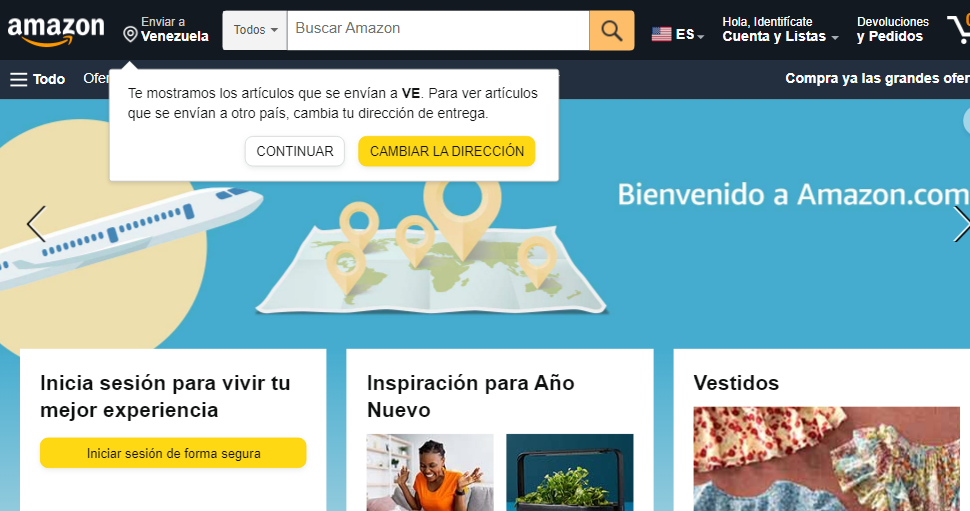 amazon
Enviar a
Venezuela
Todos
Buscar Amazon
ES
Hola, Identifícate
Cuenta y Listas
Devoluciones
y Pedidos
0
Todo
Compra ya las grandes
Te mostramos los artículos que se envían a VE. Para ver artículos
que se envían a otro país, cambia tu dirección de entrega.
CONTINUAR
CAMBIAR LA DIRECCIÓN
Bienvenido a Amazon.com
Inicia sesión para vivir tu
mejor experiencia
Iniciar sesión de forma segura
Inspiración para Año
Nuevo
Vestidos